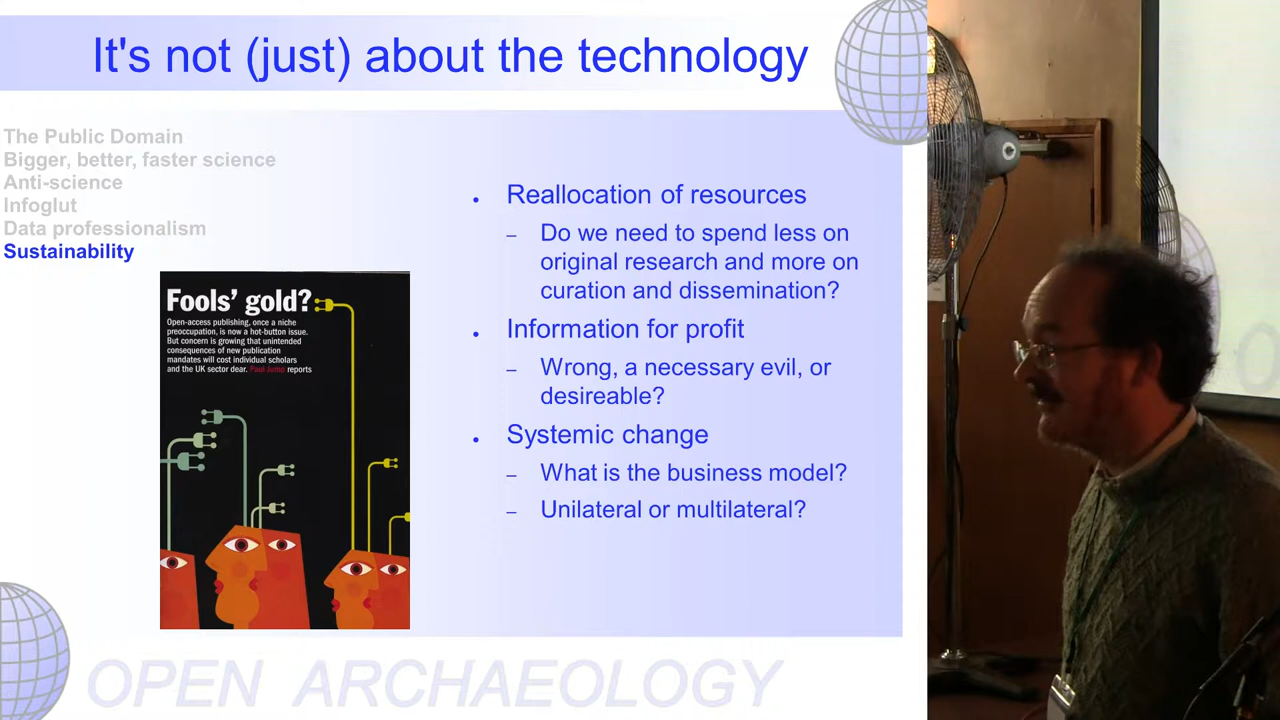 It's not (just) about the technology
The Public Domain
Bigger, better, faster science
Anti-science
Infoglut
Data professionalism
Sustainability
Fools' gold?
Open-access publishing, once a niche
preoccupation, is now a hot-button issue.
But concern is growing that unintended
consequences of new publication
mandates will cost individual scholars
and the UK sector dear. Paul Jump reports
• Reallocation of resources
– Do we need to spend less on
original research and more on
curation and dissemination?
• Information for profit
– Wrong, a necessary evil, or
desireable?
• Systemic change
– What is the business model?
– Unilateral or multilateral?
OPEN ARCHAEOLOGY